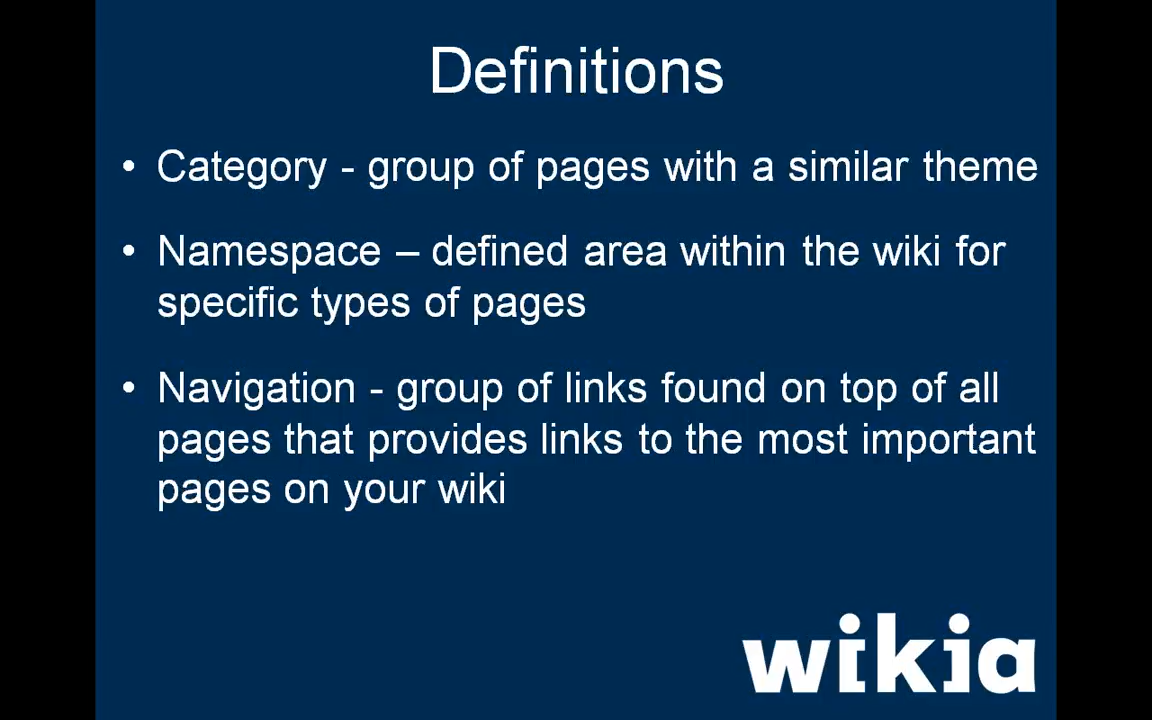 Definitions
• Category - group of pages with a similar theme
• Namespace – defined area within the wiki for
specific types of pages
• Navigation - group of links found on top of all
pages that provides links to the most important
pages on your wiki
wikia